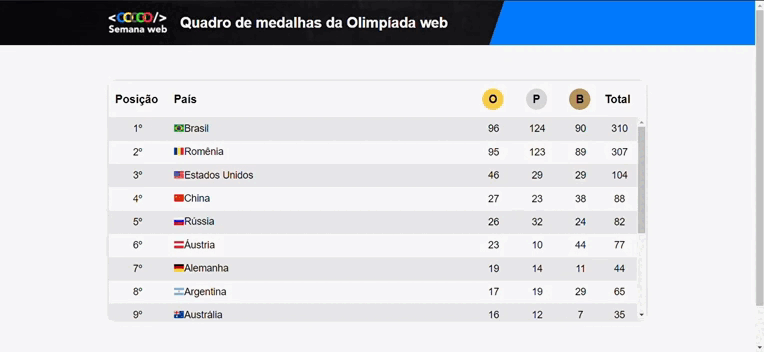 <OOOOO/>
Semana web
Quadro de medalhas da Olimpíada web
Posição País O P B Total
1º Brasil 96 124 90 310
2º Romênia 95 123 89 307
3º Estados Unidos 46 29 29 104
4º China 27 23 38 88
5º Rússia 26 32 24 82
6º Áustria 23 10 44 77
7º Alemanha 19 14 11 44
8º Argentina 17 19 29 65
9º Austrália 16 12 7 35